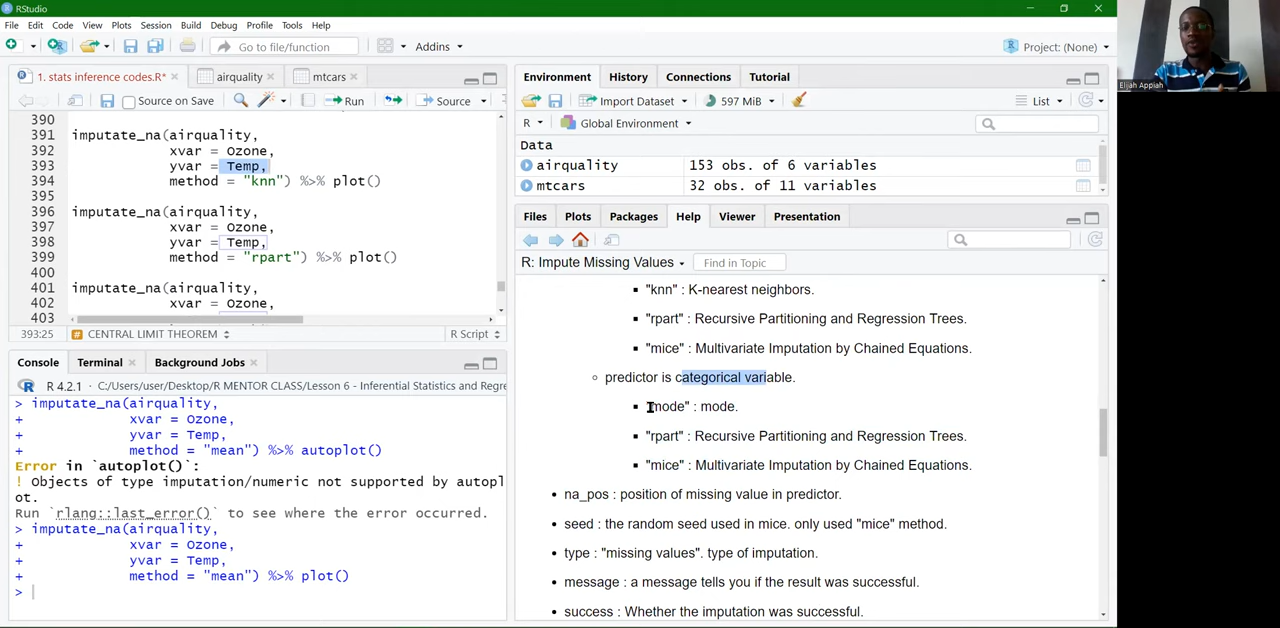 RStudio
File Edit Code View Plots Session Build Debug Profile Tools Help
Go to file/function
Addins
Project: (None)
Elijah Appiah
1. stats inference codes.R*
airquality
mtcars
Source on Save
Run
Source
390
391 imputate_na(airquality,
392 xvar = Ozone,
393 yvar = Temp,
394 method = "knn") %>% plot()
395
396 imputate_na(airquality,
397 xvar = Ozone,
398 yvar = Temp,
399 method = "rpart") %>% plot()
400
401 imputate_na(airquality,
402 xvar = Ozone,
403
393:25 CENTRAL LIMIT THEOREM R Script
Console Terminal Background Jobs
R 4.2.1 · C:/Users/user/Desktop/R MENTOR CLASS/Lesson 6 - Inferential Statistics and Regre
> imputate_na(airquality,
+ xvar = Ozone,
+ yvar = Temp,
+ method = "mean") %>% autoplot()
Error in `autoplot()`:
! Objects of type imputation/numeric not supported by autopl
ot.
Run `rlang::last_error()` to see where the error occurred.
> imputate_na(airquality,
+ xvar = Ozone,
+ yvar = Temp,
+ method = "mean") %>% plot()
>
Environment History Connections Tutorial
Import Dataset 597 MiB List
R Global Environment
Data
airquality 153 obs. of 6 variables
mtcars 32 obs. of 11 variables
Files Plots Packages Help Viewer Presentation
R: Impute Missing Values Find in Topic
"knn" : K-nearest neighbors.
"rpart" : Recursive Partitioning and Regression Trees.
"mice" : Multivariate Imputation by Chained Equations.
predictor is categorical variable.
"mode" : mode.
"rpart" : Recursive Partitioning and Regression Trees.
"mice" : Multivariate Imputation by Chained Equations.
na_pos : position of missing value in predictor.
seed : the random seed used in mice. only used "mice" method.
type : "missing values". type of imputation.
message : a message tells you if the result was successful.
success : Whether the imputation was successful.